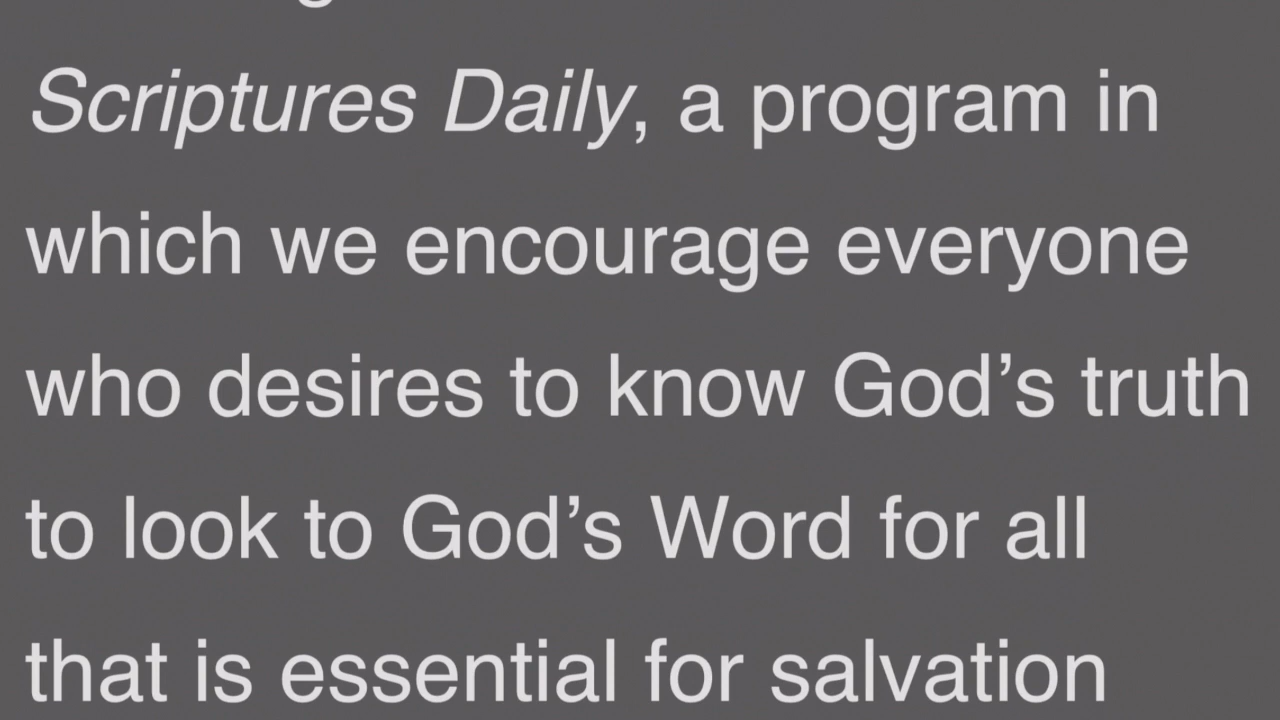 Scriptures Daily, a program in
which we encourage everyone
who desires to know God’s truth
to look to God’s Word for all
that is essential for salvation